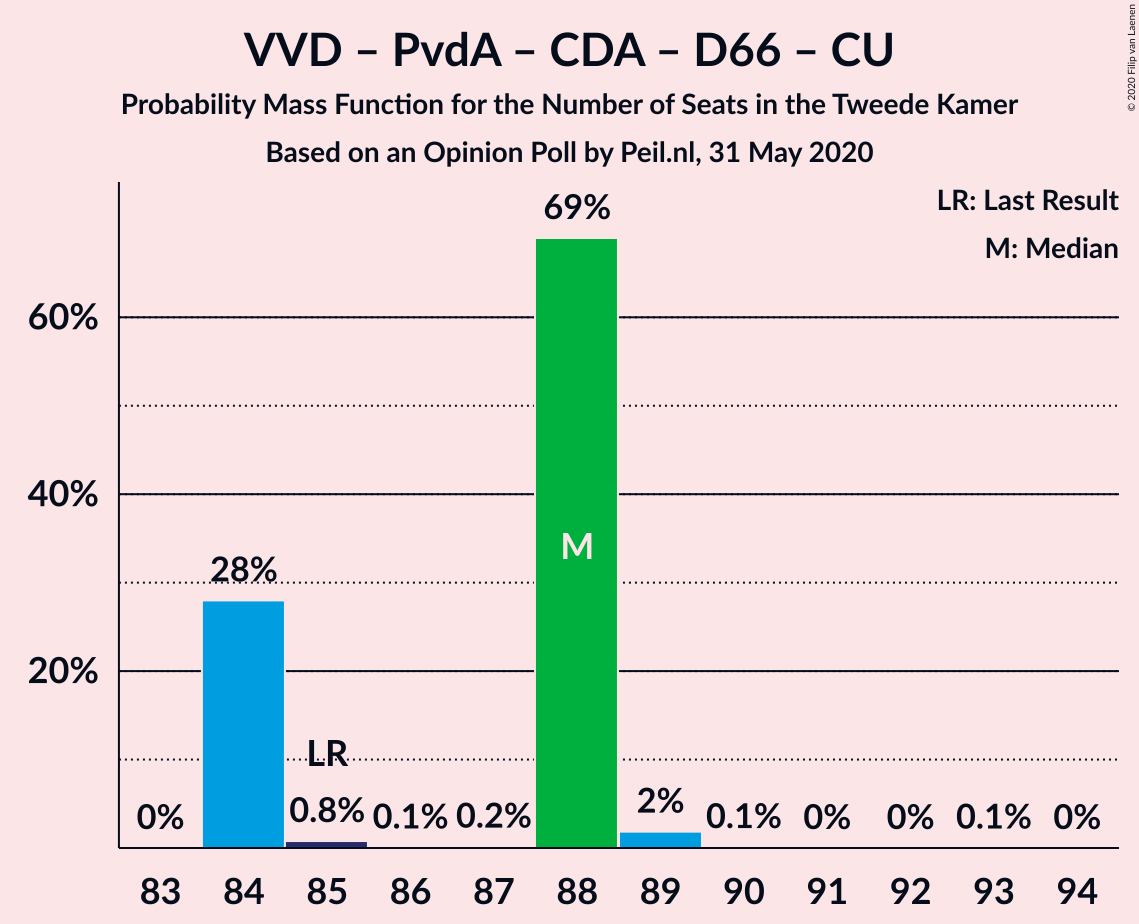 VVD – PvdA – CDA – D66 – CU
Probability Mass Function for the Number of Seats in the Tweede Kamer
Based on an Opinion Poll by Peil.nl, 31 May 2020
© 2020 Filip van Laenen
LR: Last Result
M: Median
69%
60%
40%
M
28%
20%
LR
0%
0.8%
0.1%
0.2%
2%
0.1%
0%
0%
0.1%
0%
83 84 85 86 87 88 89 90 91 92 93 94